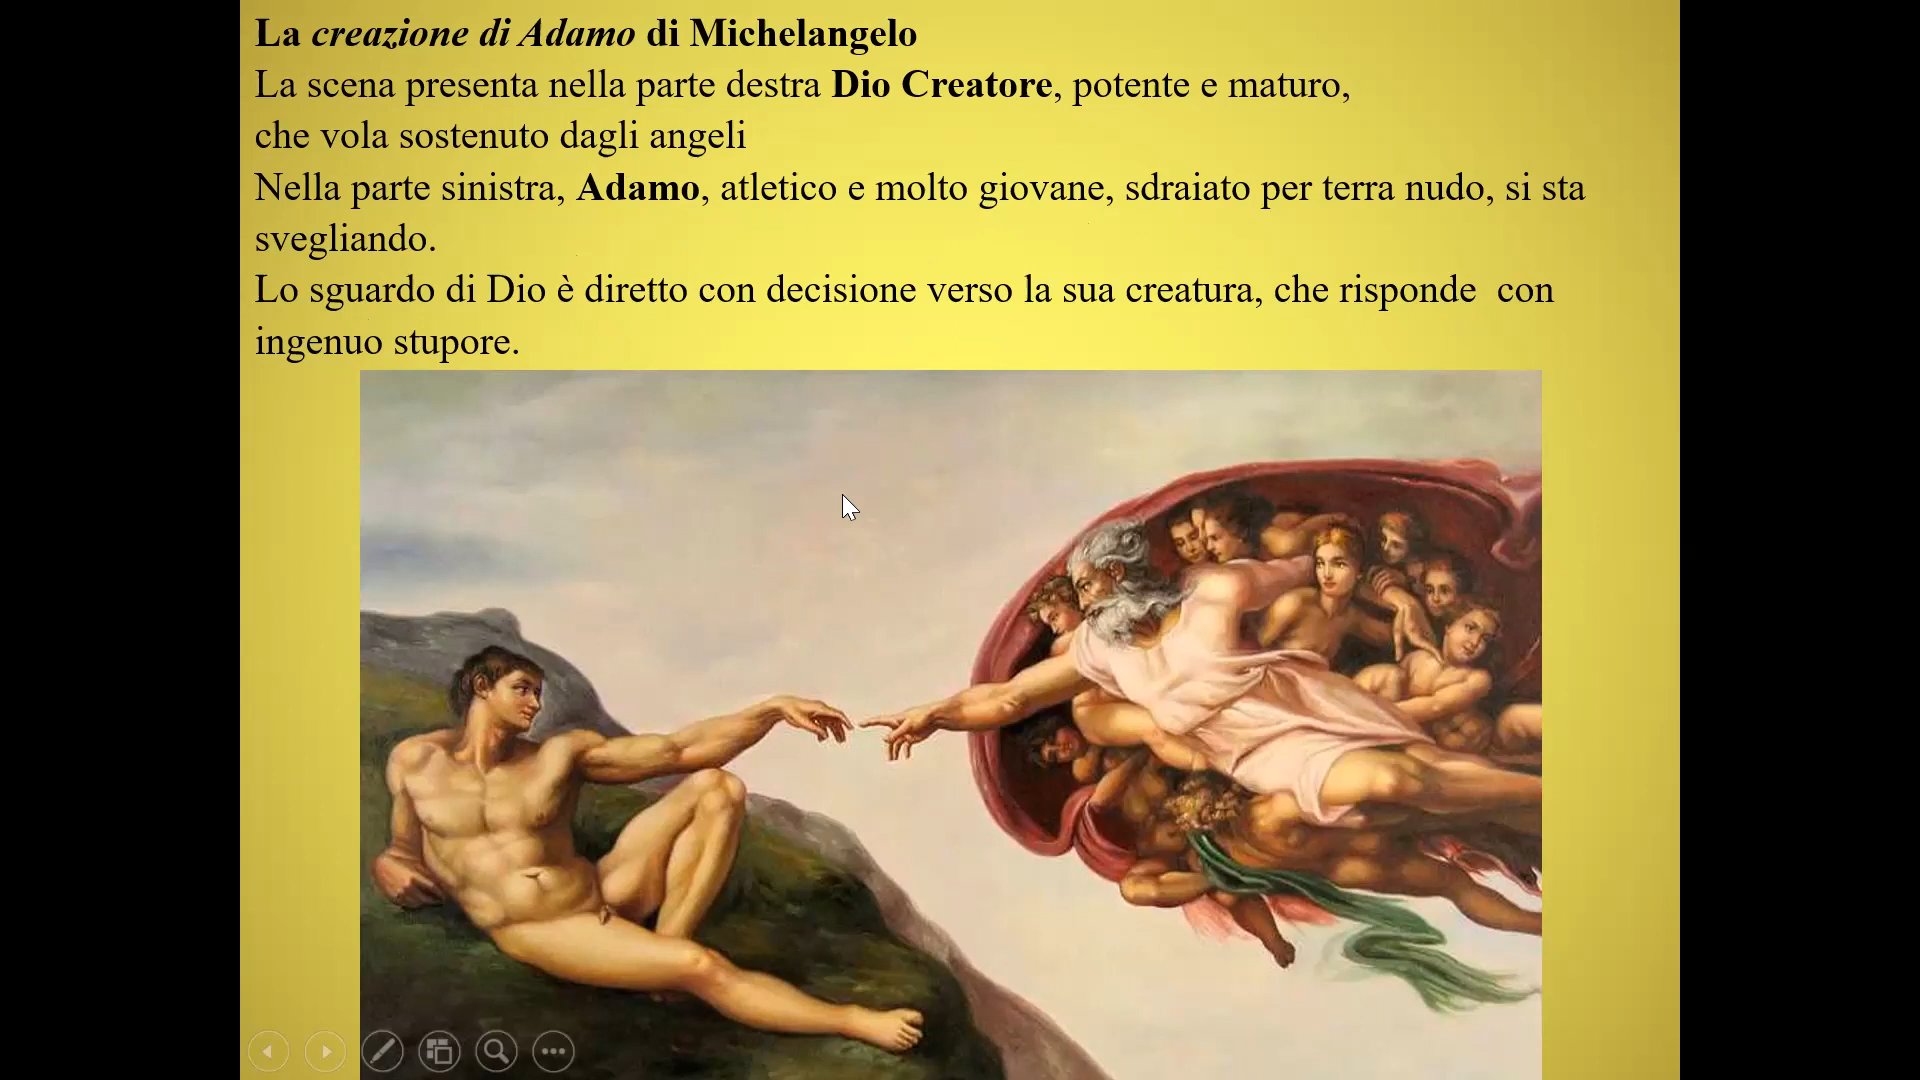 La creazione di Adamo di Michelangelo
La scena presenta nella parte destra Dio Creatore, potente e maturo,
che vola sostenuto dagli angeli
Nella parte sinistra, Adamo, atletico e molto giovane, sdraiato per terra nudo, si sta
svegliando.
Lo sguardo di Dio è diretto con decisione verso la sua creatura, che risponde  con
ingenuo stupore.